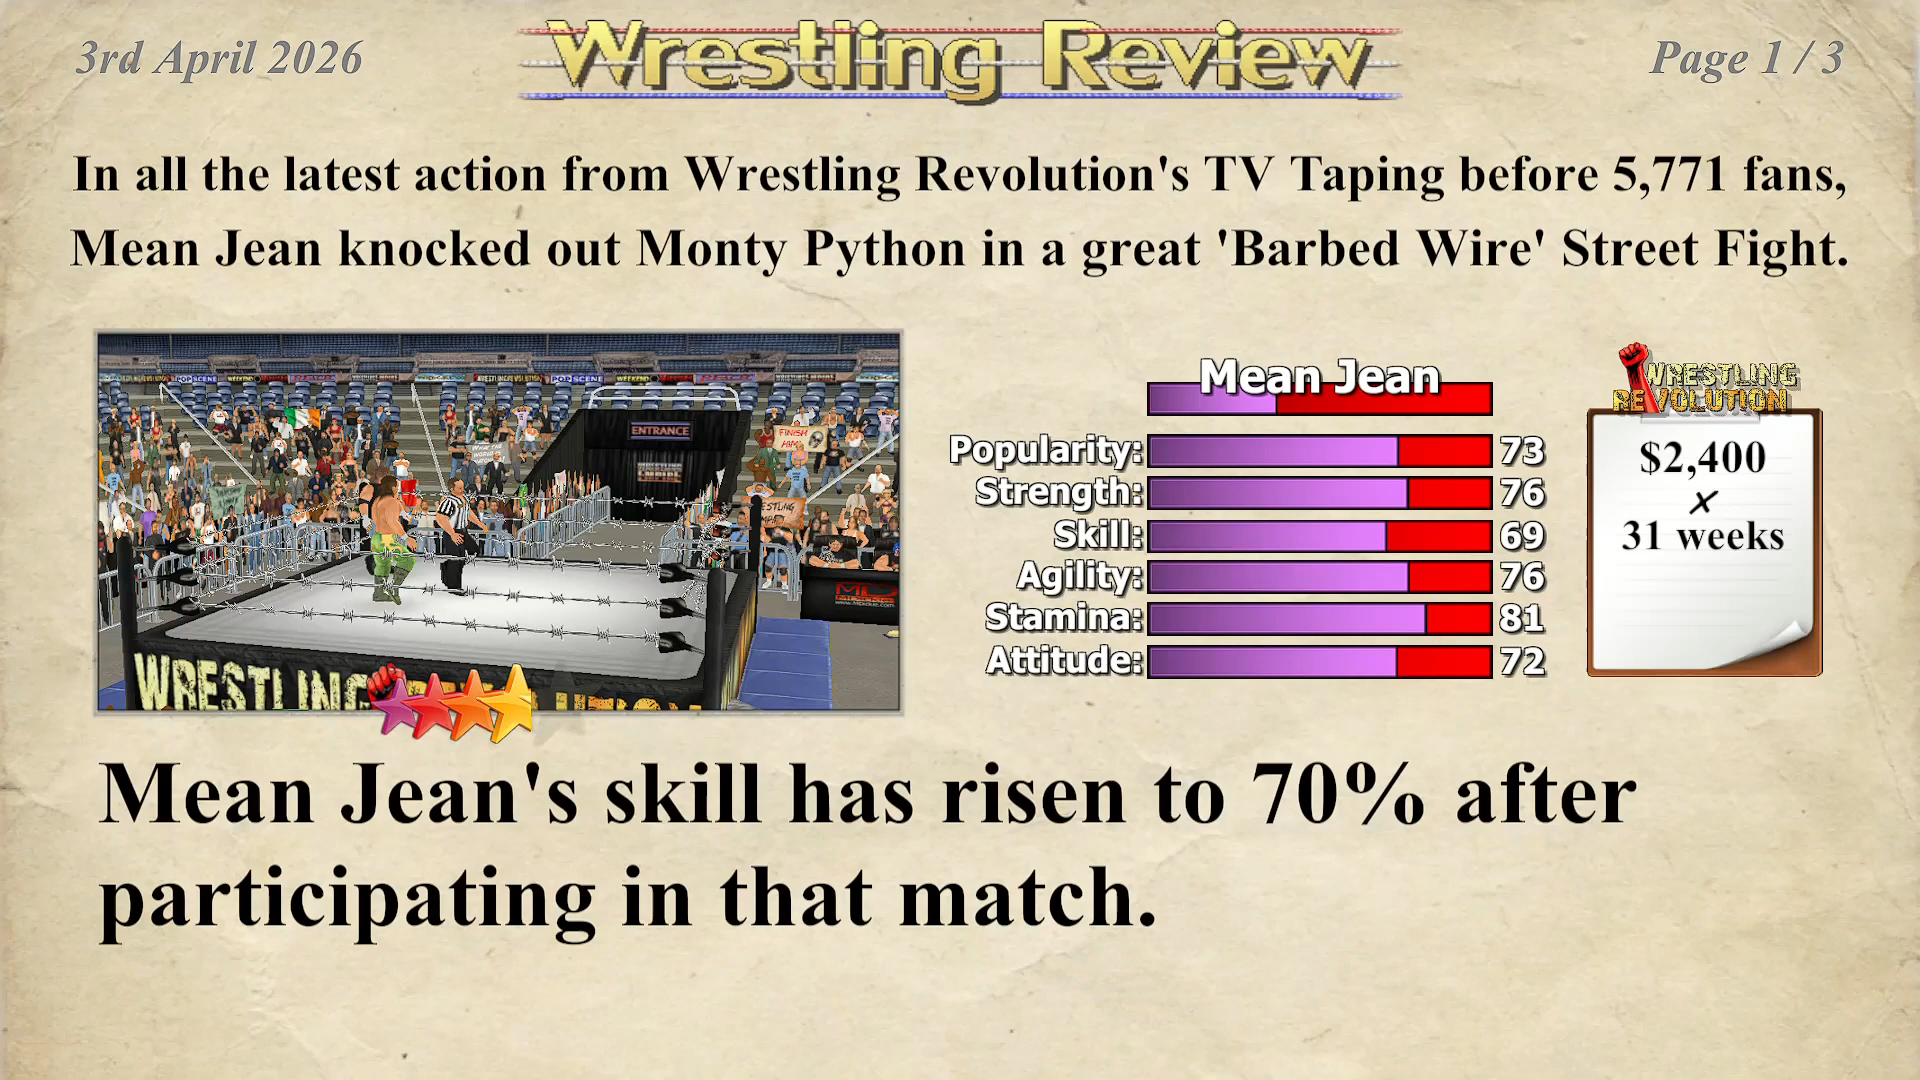 3rd April 2026
Wrestling Review
Page 1 / 3
In all the latest action from Wrestling Revolution's TV Taping before 5,771 fans,
Mean Jean knocked out Monty Python in a great 'Barbed Wire' Street Fight.
ENTRANCE
FINISH
HIM!
WRESTLING
Mean Jean
Popularity: 73
Strength: 76
Skill: 69
Agility: 76
Stamina: 81
Attitude: 72
WRESTLING
REVOLUTION
$2,400
x
31 weeks
Mean Jean's skill has risen to 70% after
participating in that match.